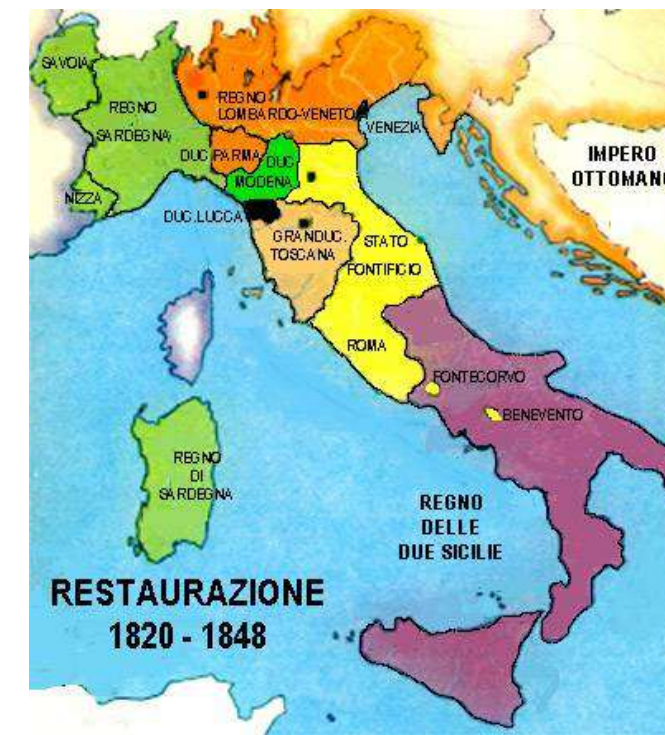 SAVOIA
REGNO
SARDEGNA
NIZZA
REGNO
LOMBARDO-VENETO
VENEZIA
DUC. PARMA
DUC.
MODENA
DUC. LUCCA
GRANDUC.
TOSCANA
STATO
PONTIFICIO
ROMA
PONTECORVO
BENEVENTO
IMPERO
OTTOMANO
REGNO
DI
SARDEGNA
REGNO
DELLE
DUE SICILIE
RESTAURAZIONE
1820 - 1848